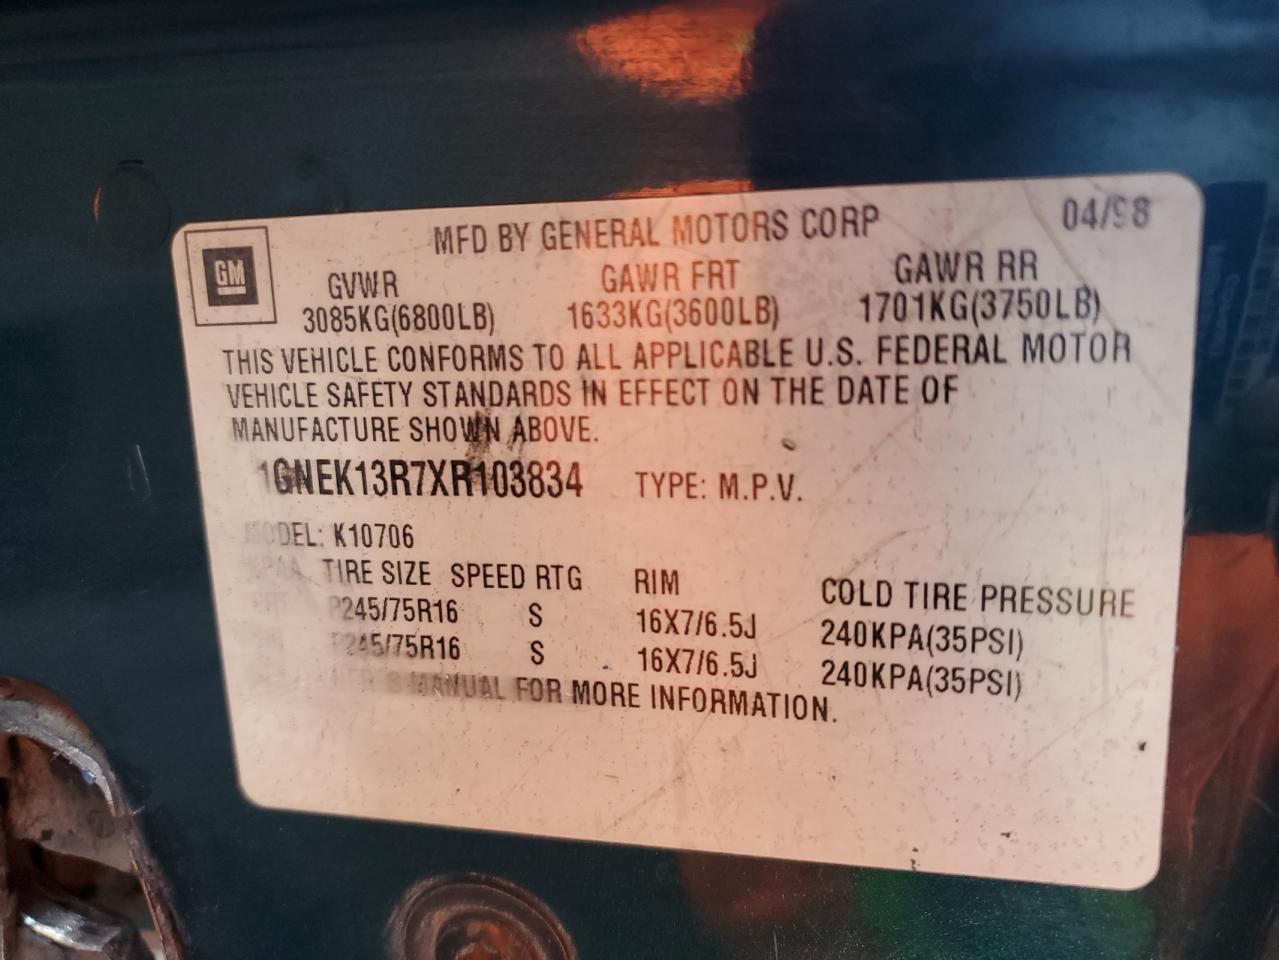 MFD BY GENERAL MOTORS CORP 04/98
GM
GVWR GAWR FRT GAWR RR
3085KG(6800LB) 1633KG(3600LB) 1701KG(3750LB)
THIS VEHICLE CONFORMS TO ALL APPLICABLE U.S. FEDERAL MOTOR
VEHICLE SAFETY STANDARDS IN EFFECT ON THE DATE OF
MANUFACTURE SHOWN ABOVE.
1GNEK13R7XR103834 TYPE: M.P.V.
MODEL: K10706
TIRE SIZE SPEED RTG RIM COLD TIRE PRESSURE
P245/75R16 S 16X7/6.5J 240KPA(35PSI)
P245/75R16 S 16X7/6.5J 240KPA(35PSI)
MANUAL FOR MORE INFORMATION.